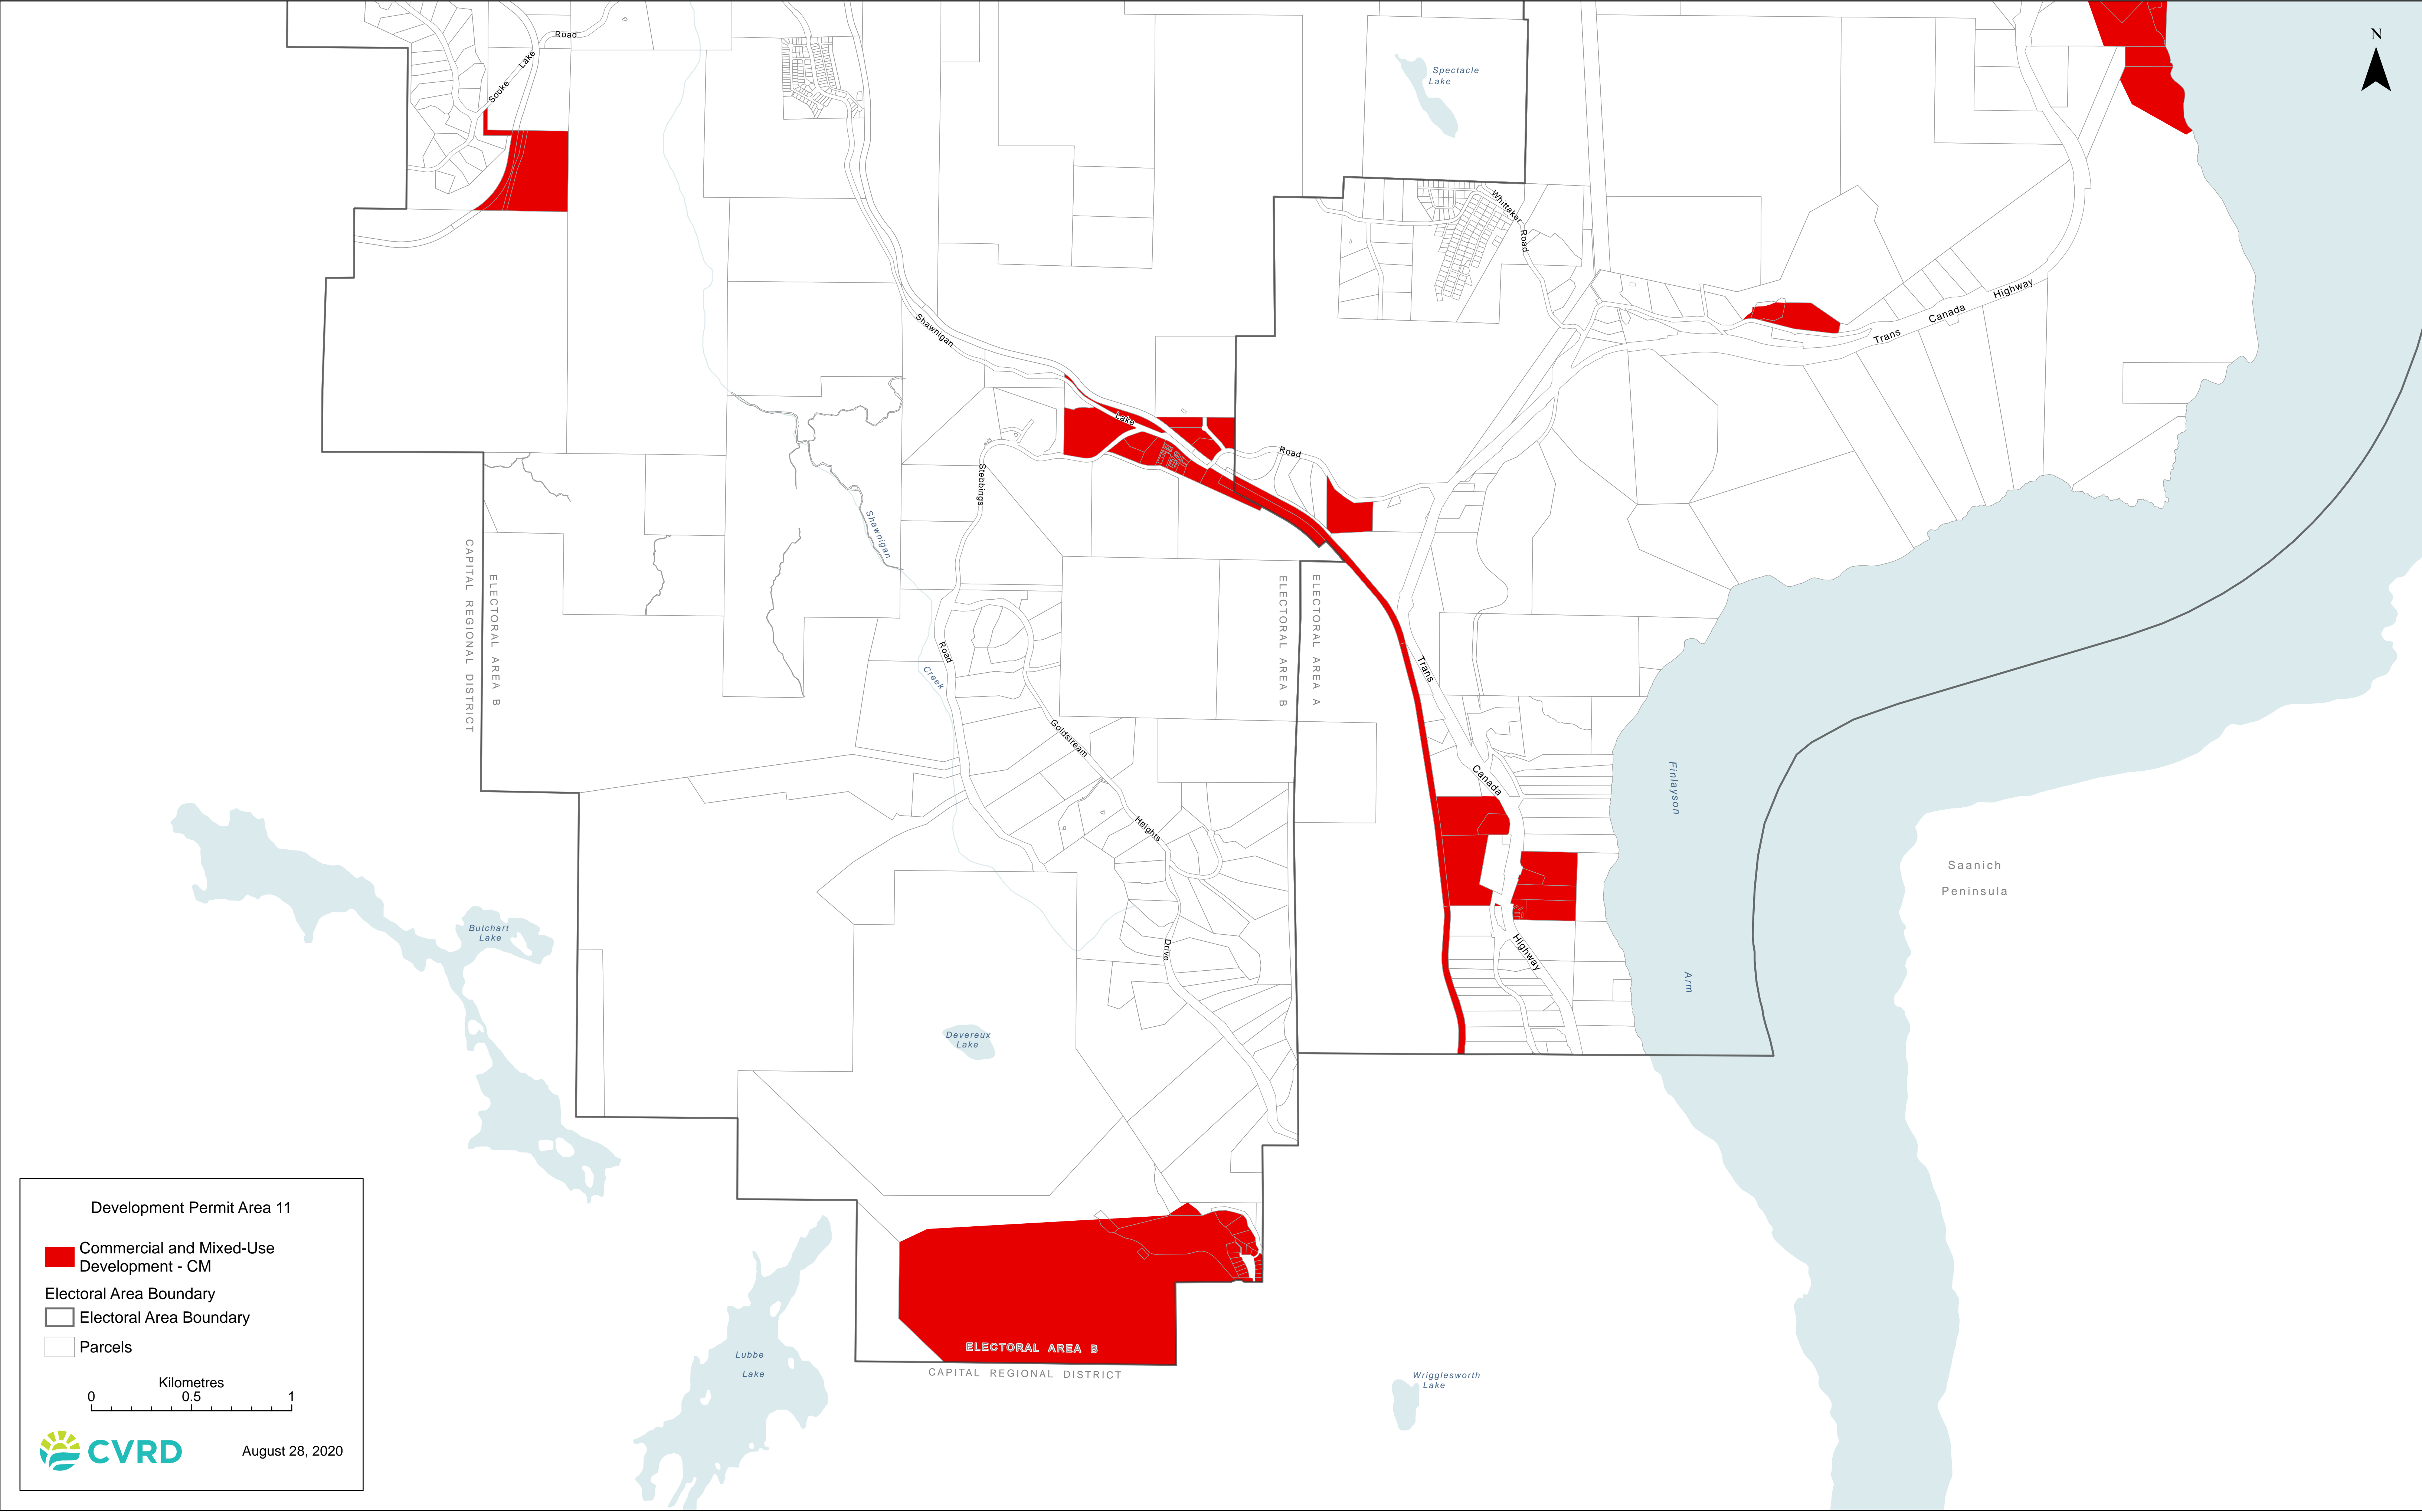 Road
Lake
Sooke
N
Spectacle
Lake
Whittaker
Road
Highway
Canada
Trans
Shawnigan
Lake
Road
Stebbings
Shawnigan
CAPITAL REGIONAL DISTRICT
ELECTORAL AREA B
ELECTORAL AREA B
ELECTORAL AREA A
Road
Creek
Trans
Goldstream
Canada
Finlayson
Heights
Saanich
Peninsula
Butchart
Lake
Drive
Highway
Arm
Devereux
Lake
ELECTORAL AREA B
CAPITAL REGIONAL DISTRICT
Lubbe
Lake
Wrigglesworth
Lake
Development Permit Area 11
Commercial and Mixed-Use
Development - CM
Electoral Area Boundary
Electoral Area Boundary
Parcels
Kilometres
0 0.5 1
CVRD
August 28, 2020